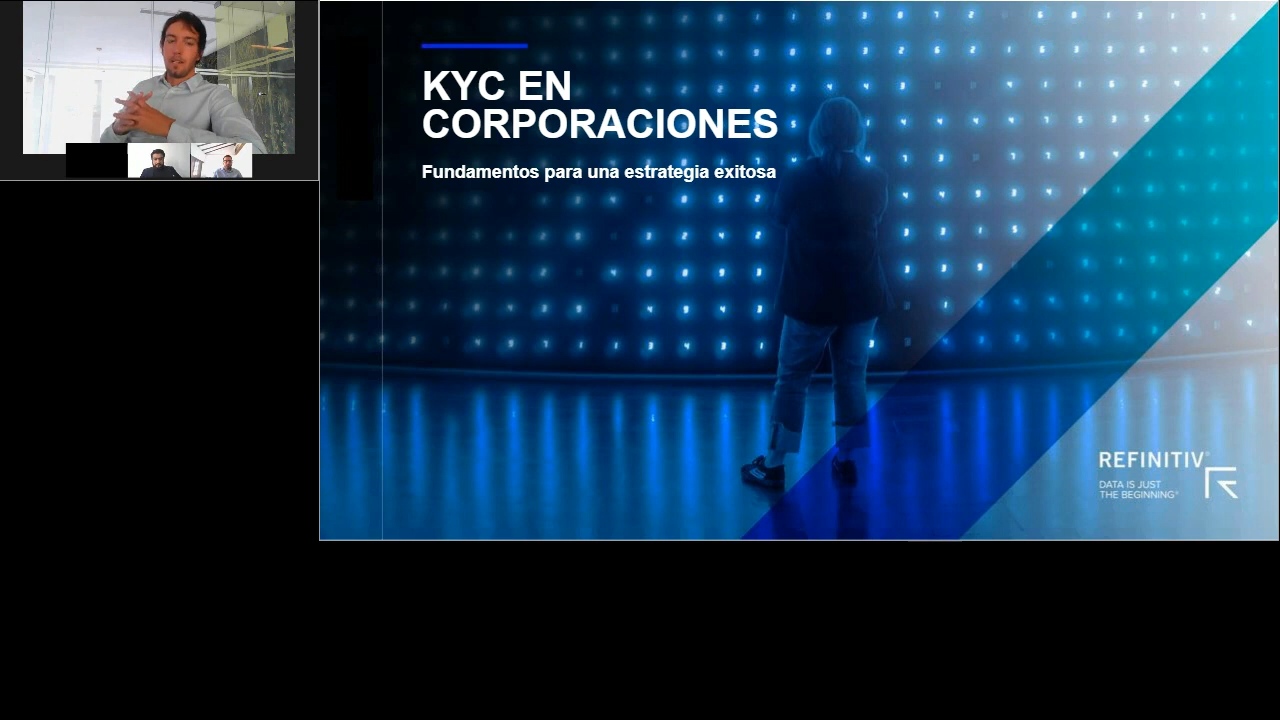 KYC EN
CORPORACIONES
Fundamentos para una estrategia exitosa
REFINITIV®
DATA IS JUST
THE BEGINNING®